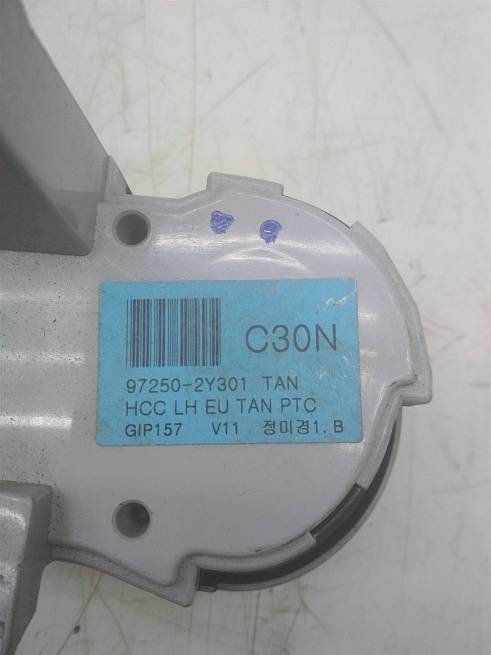 C30N
97250-2Y301 TAN
HCC LH EU TAN PTC
GIP157 V11 정미경1. B